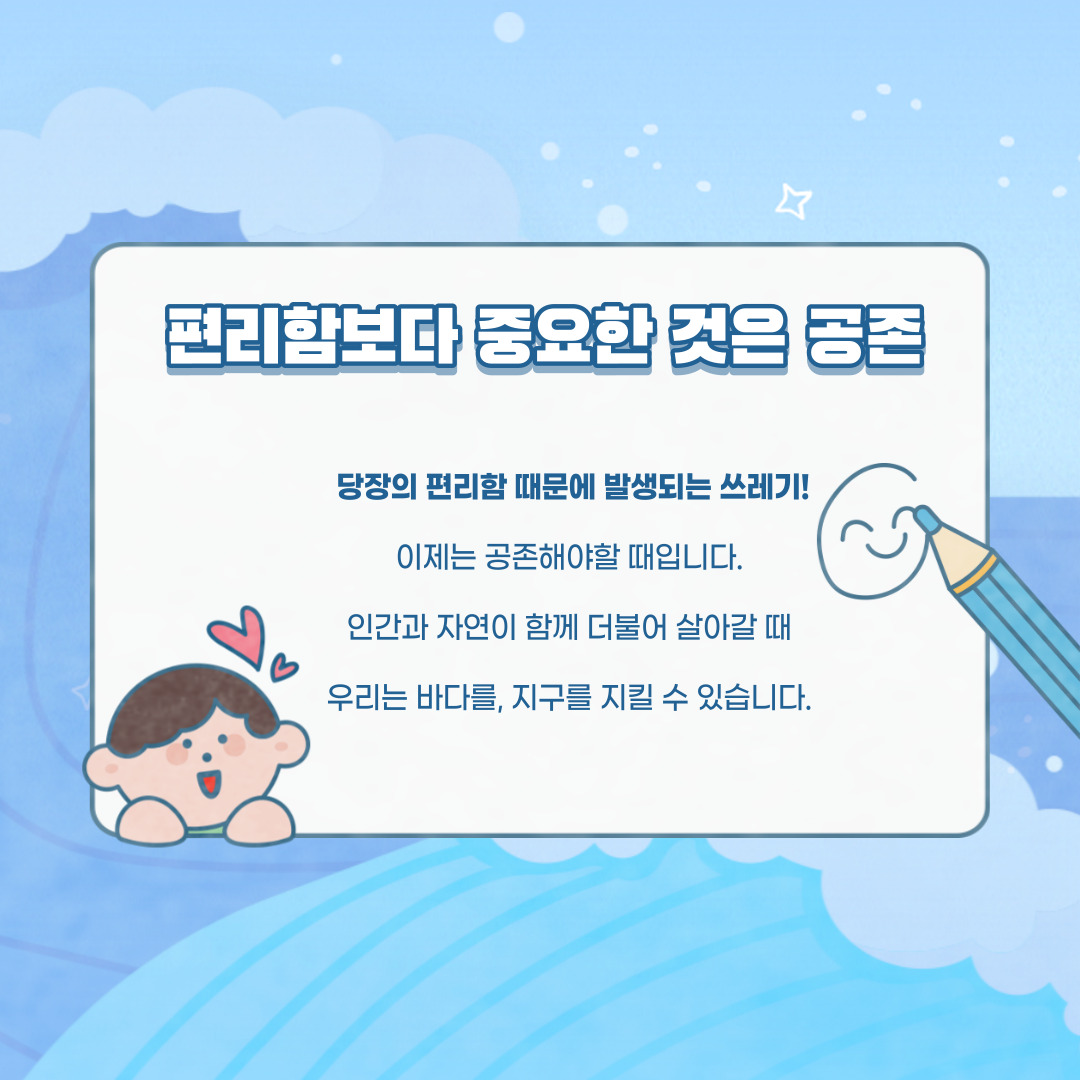 편리함보다 중요한 것은 공존
당장의 편리함 때문에 발생되는 쓰레기!
이제는 공존해야할 때입니다.
인간과 자연이 함께 더불어 살아갈 때
우리는 바다를, 지구를 지킬 수 있습니다.